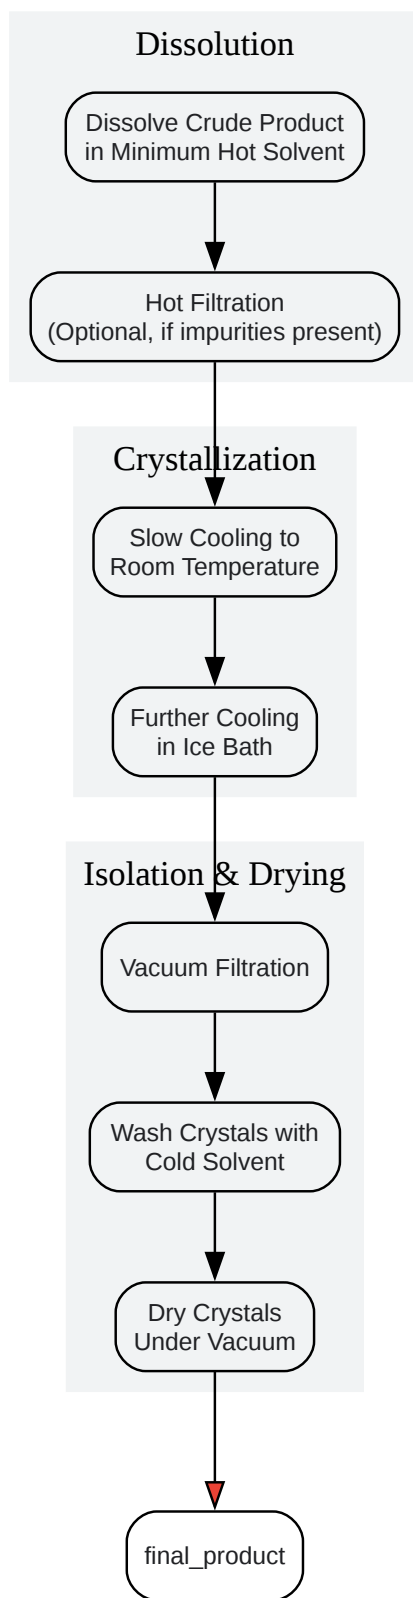 Dissolution
Dissolve Crude Product
in Minimum Hot Solvent
Hot Filtration
(Optional, if impurities present)
Crystallization
Slow Cooling to
Room Temperature
Further Cooling
in Ice Bath
Isolation & Drying
Vacuum Filtration
Wash Crystals with
Cold Solvent
Dry Crystals
Under Vacuum
final_product